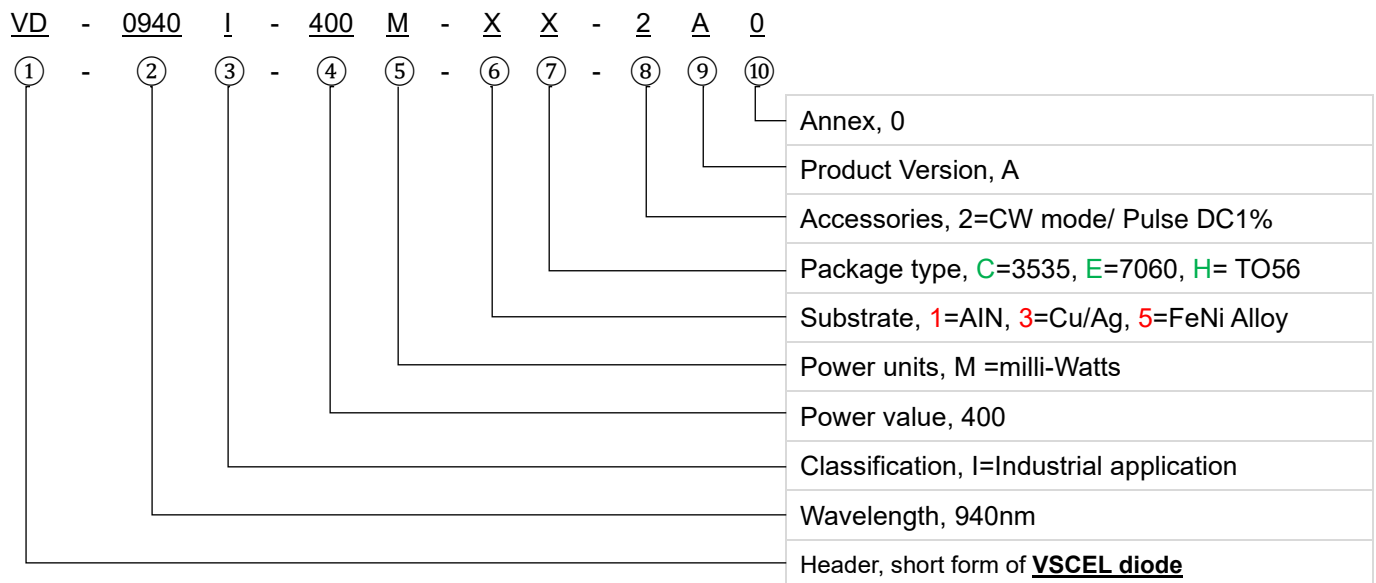 VD - 0940 I - 400 M - X X - 2 A 0
① - ② ③ - ④ ⑤ - ⑥ ⑦ - ⑧ ⑨ ⑩
Annex, 0
Product Version, A
Accessories, 2=CW mode/ Pulse DC1%
Package type, C=3535, E=7060, H= TO56
Substrate, 1=AlN, 3=Cu/Ag, 5=FeNi Alloy
Power units, M =milli-Watts
Power value, 400
Classification, I=Industrial application
Wavelength, 940nm
Header, short form of VSCEL diode